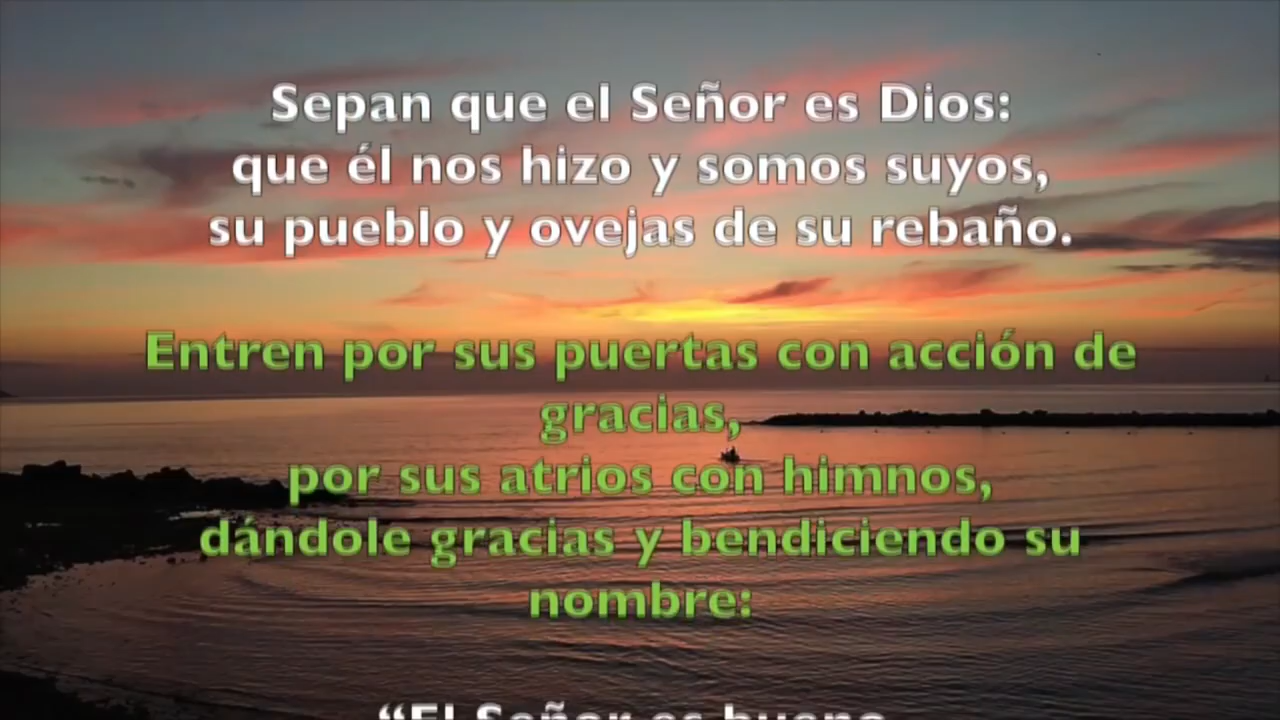 Sepan que el Señor es Dios:
que él nos hizo y somos suyos,
su pueblo y ovejas de su rebaño.
Entren por sus puertas con acción de
gracias,
por sus atrios con himnos,
dándole gracias y bendiciendo su
nombre:
“El Señor es bueno